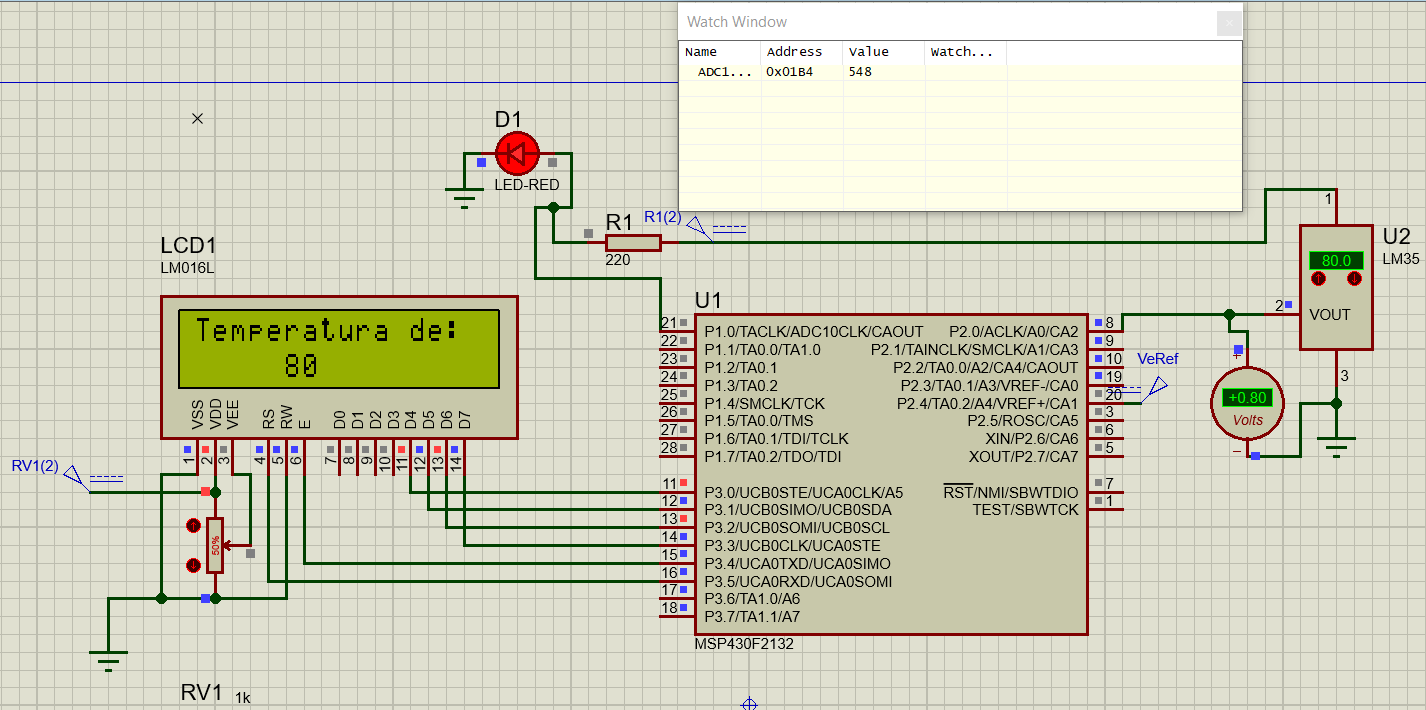 Watch Window
Name Address Value Watch...
ADC1... 0x01B4 548
D1
LED-RED
R1
R1(2)
220
LCD1
LM016L
Temperatura de:
80
VSS
VDD
VEE
RS
RW
E
D0
D1
D2
D3
D4
D5
D6
D7
1
2
3
4
5
6
7
8
9
10
11
12
13
14
RV1(2)
50%
RV1 1k
U1
21 P1.0/TACLK/ADC10CLK/CAOUT
22 P1.1/TA0.0/TA1.0
23 P1.2/TA0.1
24 P1.3/TA0.2
25 P1.4/SMCLK/TCK
26 P1.5/TA0.0/TMS
27 P1.6/TA0.1/TDI/TCLK
28 P1.7/TA0.2/TDO/TDI
11 P3.0/UCB0STE/UCA0CLK/A5
12 P3.1/UCB0SIMO/UCB0SDA
13 P3.2/UCB0SOMI/UCB0SCL
14 P3.3/UCB0CLK/UCA0STE
15 P3.4/UCA0TXD/UCA0SIMO
16 P3.5/UCA0RXD/UCA0SOMI
17 P3.6/TA1.0/A6
18 P3.7/TA1.1/A7
P2.0/ACLK/A0/CA2 8
P2.1/TAINCLK/SMCLK/A1/CA3 9
P2.2/TA0.0/A2/CA4/CAOUT 10
P2.3/TA0.1/A3/VREF-/CA0 19
P2.4/TA0.2/A4/VREF+/CA1 20
P2.5/ROSC/CA5 3
XIN/P2.6/CA6 6
XOUT/P2.7/CA7 5
RST/NMI/SBWTDIO 7
TEST/SBWTCK 1
MSP430F2132
VeRef
1
U2
LM35
80.0
2
VOUT
3
+
+0.80
Volts
−